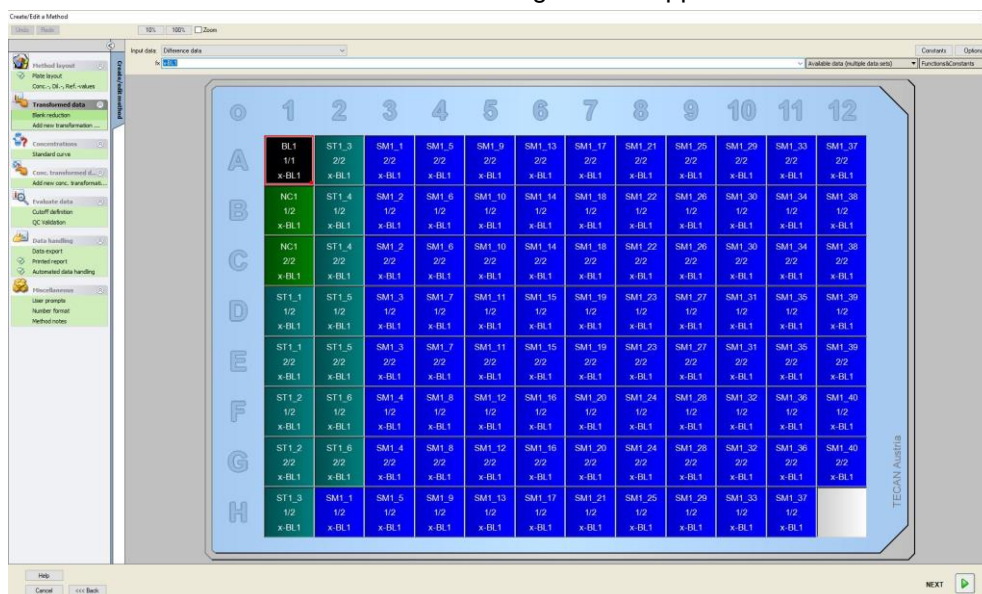 Create/Edit a Method
Undo Redo 10% 100% Zoom
Input data: Difference data Constants Options
fx x-BL1 Available data (multiple data sets) Functions&Constants
Method layout
Plate layout
Conc.-, Dil.-, Ref.-values
Transformed data
Blank reduction
Add new transformation ...
Concentrations
Standard curve
Conc. transformed d...
Add new conc. transformati...
Evaluate data
Cutoff definition
QC Validation
Data handling
Data export
Printed report
Automated data handling
Miscellaneous
User prompts
Number format
Method notes
Create/edit method
1 2 3 4 5 6 7 8 9 10 11 12
A
BL1 ST1_3 SM1_1 SM1_5 SM1_9 SM1_13 SM1_17 SM1_21 SM1_25 SM1_29 SM1_33 SM1_37
1/1 2/2 2/2 2/2 2/2 2/2 2/2 2/2 2/2 2/2 2/2 2/2
x-BL1 x-BL1 x-BL1 x-BL1 x-BL1 x-BL1 x-BL1 x-BL1 x-BL1 x-BL1 x-BL1 x-BL1
B
NC1 ST1_4 SM1_2 SM1_6 SM1_10 SM1_14 SM1_18 SM1_22 SM1_26 SM1_30 SM1_34 SM1_38
1/2 1/2 1/2 1/2 1/2 1/2 1/2 1/2 1/2 1/2 1/2 1/2
x-BL1 x-BL1 x-BL1 x-BL1 x-BL1 x-BL1 x-BL1 x-BL1 x-BL1 x-BL1 x-BL1 x-BL1
C
NC1 ST1_4 SM1_2 SM1_6 SM1_10 SM1_14 SM1_18 SM1_22 SM1_26 SM1_30 SM1_34 SM1_38
2/2 2/2 2/2 2/2 2/2 2/2 2/2 2/2 2/2 2/2 2/2 2/2
x-BL1 x-BL1 x-BL1 x-BL1 x-BL1 x-BL1 x-BL1 x-BL1 x-BL1 x-BL1 x-BL1 x-BL1
D
ST1_1 ST1_5 SM1_3 SM1_7 SM1_11 SM1_15 SM1_19 SM1_23 SM1_27 SM1_31 SM1_35 SM1_39
1/2 1/2 1/2 1/2 1/2 1/2 1/2 1/2 1/2 1/2 1/2 1/2
x-BL1 x-BL1 x-BL1 x-BL1 x-BL1 x-BL1 x-BL1 x-BL1 x-BL1 x-BL1 x-BL1 x-BL1
E
ST1_1 ST1_5 SM1_3 SM1_7 SM1_11 SM1_15 SM1_19 SM1_23 SM1_27 SM1_31 SM1_35 SM1_39
2/2 2/2 2/2 2/2 2/2 2/2 2/2 2/2 2/2 2/2 2/2 2/2
x-BL1 x-BL1 x-BL1 x-BL1 x-BL1 x-BL1 x-BL1 x-BL1 x-BL1 x-BL1 x-BL1 x-BL1
F
ST1_2 ST1_6 SM1_4 SM1_8 SM1_12 SM1_16 SM1_20 SM1_24 SM1_28 SM1_32 SM1_36 SM1_40
1/2 1/2 1/2 1/2 1/2 1/2 1/2 1/2 1/2 1/2 1/2 1/2
x-BL1 x-BL1 x-BL1 x-BL1 x-BL1 x-BL1 x-BL1 x-BL1 x-BL1 x-BL1 x-BL1 x-BL1
G
ST1_2 ST1_6 SM1_4 SM1_8 SM1_12 SM1_16 SM1_20 SM1_24 SM1_28 SM1_32 SM1_36 SM1_40
2/2 2/2 2/2 2/2 2/2 2/2 2/2 2/2 2/2 2/2 2/2 2/2
x-BL1 x-BL1 x-BL1 x-BL1 x-BL1 x-BL1 x-BL1 x-BL1 x-BL1 x-BL1 x-BL1 x-BL1
H
ST1_3 SM1_1 SM1_5 SM1_9 SM1_13 SM1_17 SM1_21 SM1_25 SM1_29 SM1_33 SM1_37
1/2 1/2 1/2 1/2 1/2 1/2 1/2 1/2 1/2 1/2 1/2
x-BL1 x-BL1 x-BL1 x-BL1 x-BL1 x-BL1 x-BL1 x-BL1 x-BL1 x-BL1 x-BL1
TECAN Austria
Help
Cancel <<< Back
NEXT